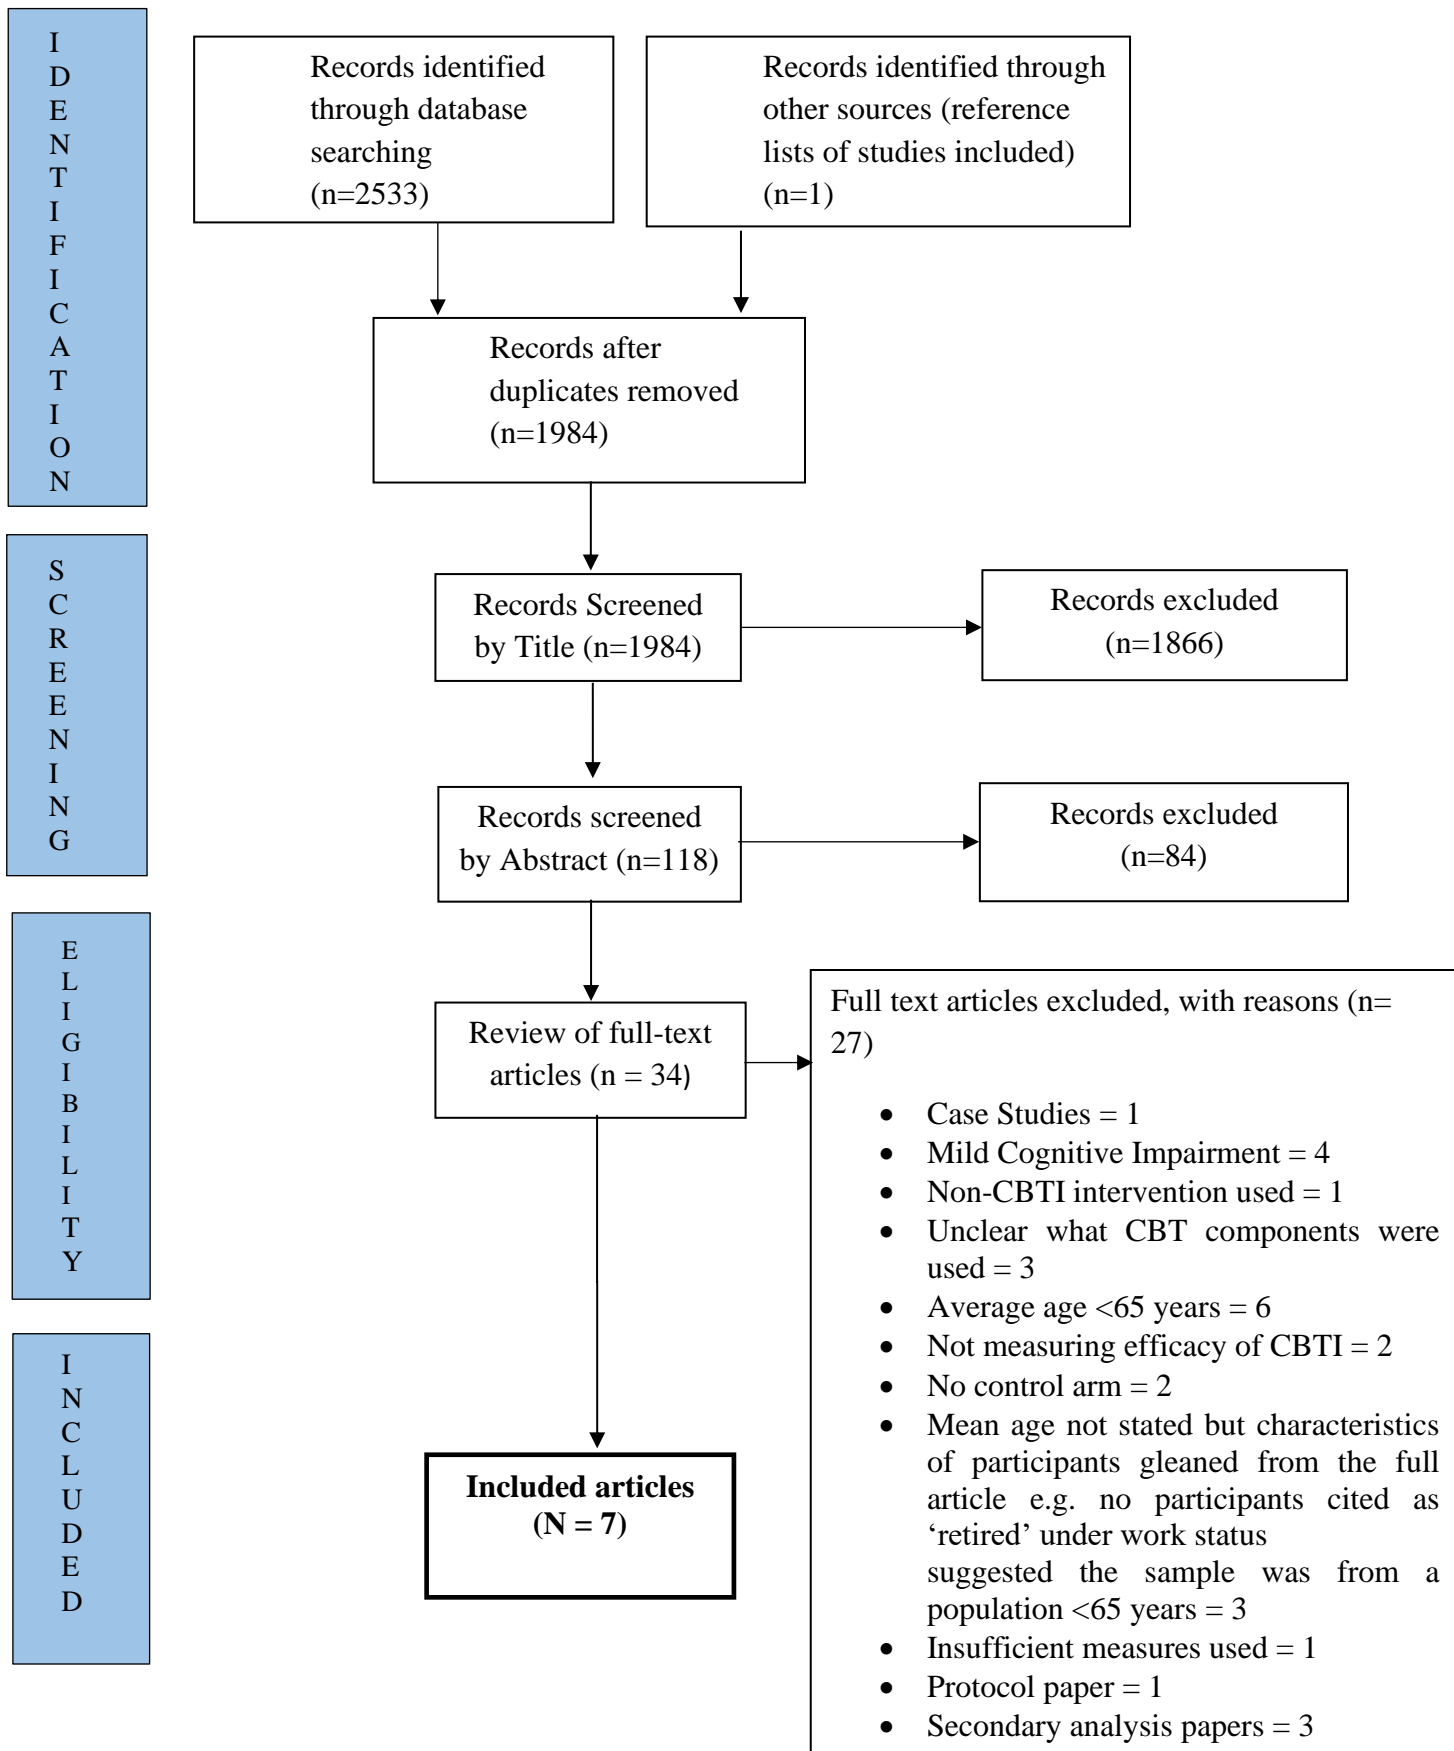 IDENTIFICATION
Records identified
through database
searching
(n=2533)
Records identified through
other sources (reference
lists of studies included)
(n=1)
Records after
duplicates removed
(n=1984)
SCREENING
Records Screened
by Title (n=1984)
Records excluded
(n=1866)
Records screened
by Abstract (n=118)
Records excluded
(n=84)
ELIGIBILITY
Review of full-text
articles (n = 34)
Full text articles excluded, with reasons (n=
27)
• Case Studies = 1
• Mild Cognitive Impairment = 4
• Non-CBTI intervention used = 1
• Unclear what CBT components were
used = 3
• Average age <65 years = 6
• Not measuring efficacy of CBTI = 2
• No control arm = 2
• Mean age not stated but characteristics
of participants gleaned from the full
article e.g. no participants cited as
‘retired’ under work status
suggested the sample was from a
population <65 years = 3
• Insufficient measures used = 1
• Protocol paper = 1
• Secondary analysis papers = 3
INCLUDED
Included articles
(N = 7)